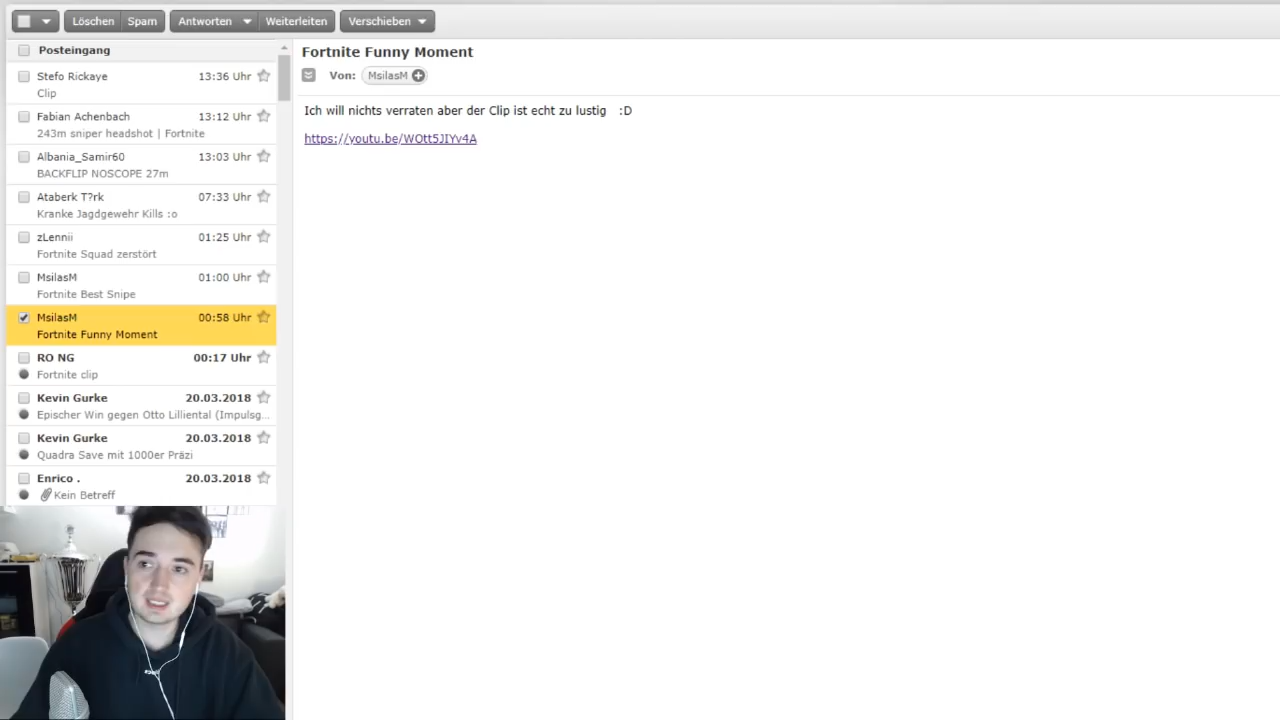 Löschen Spam Antworten Weiterleiten Verschieben
Posteingang
Stefo Rickaye 13:36 Uhr
Clip
Fabian Achenbach 13:12 Uhr
243m sniper headshot | Fortnite
Albania_Samir60 13:03 Uhr
BACKFLIP NOSCOPE 27m
Ataberk T?rk 07:33 Uhr
Kranke Jagdgewehr Kills :o
zLennii 01:25 Uhr
Fortnite Squad zerstört
MsilasM 01:00 Uhr
Fortnite Best Snipe
MsilasM 00:58 Uhr
Fortnite Funny Moment
RO NG 00:17 Uhr
Fortnite clip
Kevin Gurke 20.03.2018
Epischer Win gegen Otto Lilliental (Impulsg...
Kevin Gurke 20.03.2018
Quadra Save mit 1000er Präzi
Enrico . 20.03.2018
Kein Betreff
Fortnite Funny Moment
Von: MsilasM
Ich will nichts verraten aber der Clip ist echt zu lustig :D
https://youtu.be/WOtt5JIYv4A